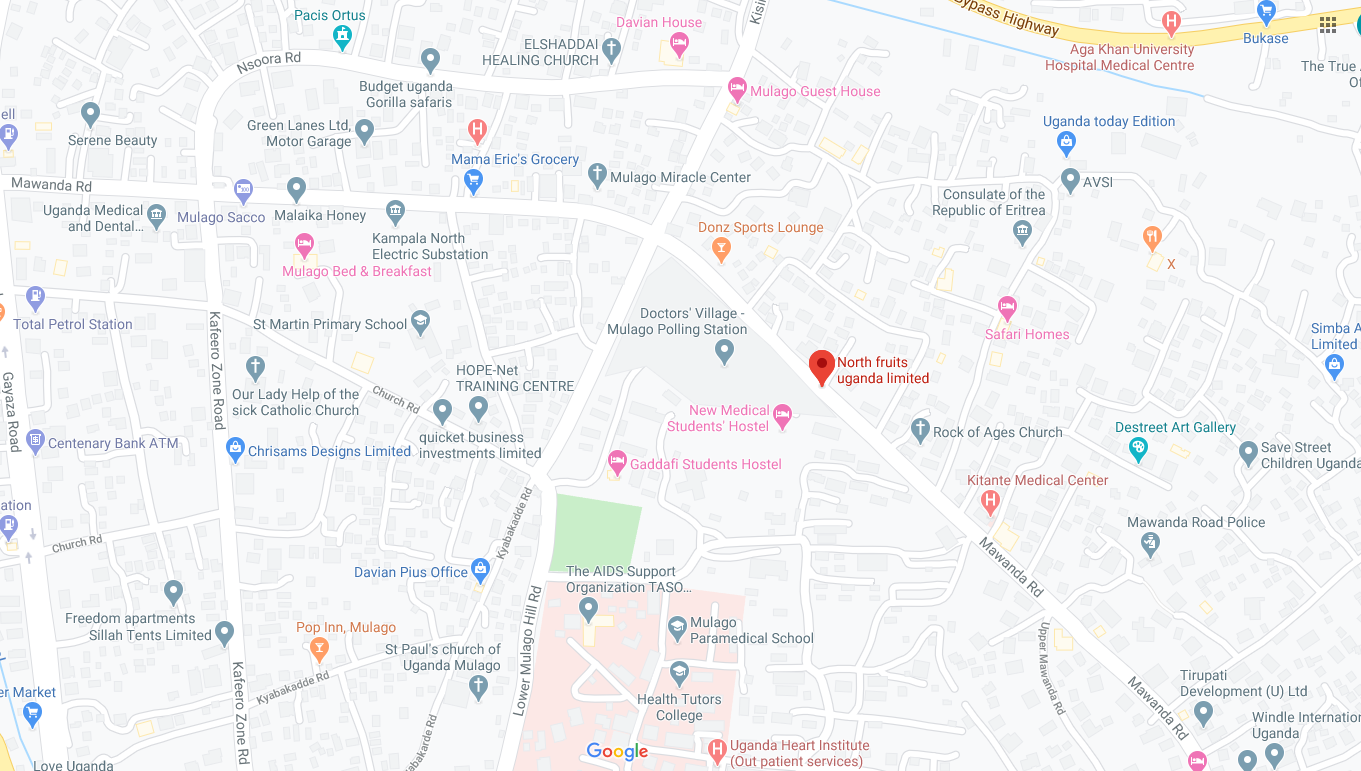 Pacis Ortus
Davian House
Kisi
Bypass Highway
Bukase
ELSHADDAI
HEALING CHURCH
Aga Khan University
Hospital Medical Centre
Nsoora Rd
The True
Of
Budget uganda
Gorilla safaris
Mulago Guest House
ell
Serene Beauty
Green Lanes Ltd,
Motor Garage
Uganda today Edition
Mama Eric's Grocery
Mulago Miracle Center
AVSI
Mawanda Rd
Consulate of the
Republic of Eritrea
Uganda Medical
and Dental...
Mulago Sacco
Malaika Honey
Donz Sports Lounge
Kampala North
Electric Substation
Mulago Bed & Breakfast
X
Total Petrol Station
St Martin Primary School
Doctors' Village -
Mulago Polling Station
Safari Homes
Simba A
Limited
Kafeero Zone Road
Gayaza Road
HOPE-Net
TRAINING CENTRE
North fruits
uganda limited
Our Lady Help of the
sick Catholic Church
Church Rd
New Medical
Students' Hostel
Rock of Ages Church
Destreet Art Gallery
Centenary Bank ATM
Chrisams Designs Limited
quicket business
investments limited
Save Street
Children Uganda
Gaddafi Students Hostel
Kitante Medical Center
ation
Kyabakadde Rd
Mawanda Road Police
Church Rd
Mawanda Rd
Davian Pius Office
The AIDS Support
Organization TASO...
Freedom apartments
Sillah Tents Limited
Pop Inn, Mulago
Lower Mulago Hill Rd
Mulago
Paramedical School
St Paul's church of
Uganda Mulago
Upper Mawanda Rd
Kafeero Zone Rd
Kyabakadde Rd
Tirupati
Development (U) Ltd
Mawanda Rd
er Market
Health Tutors
College
Windle Internation
Uganda
yabakarde Rd
Google
Uganda Heart Institute
(Out patient services)
Love Uganda